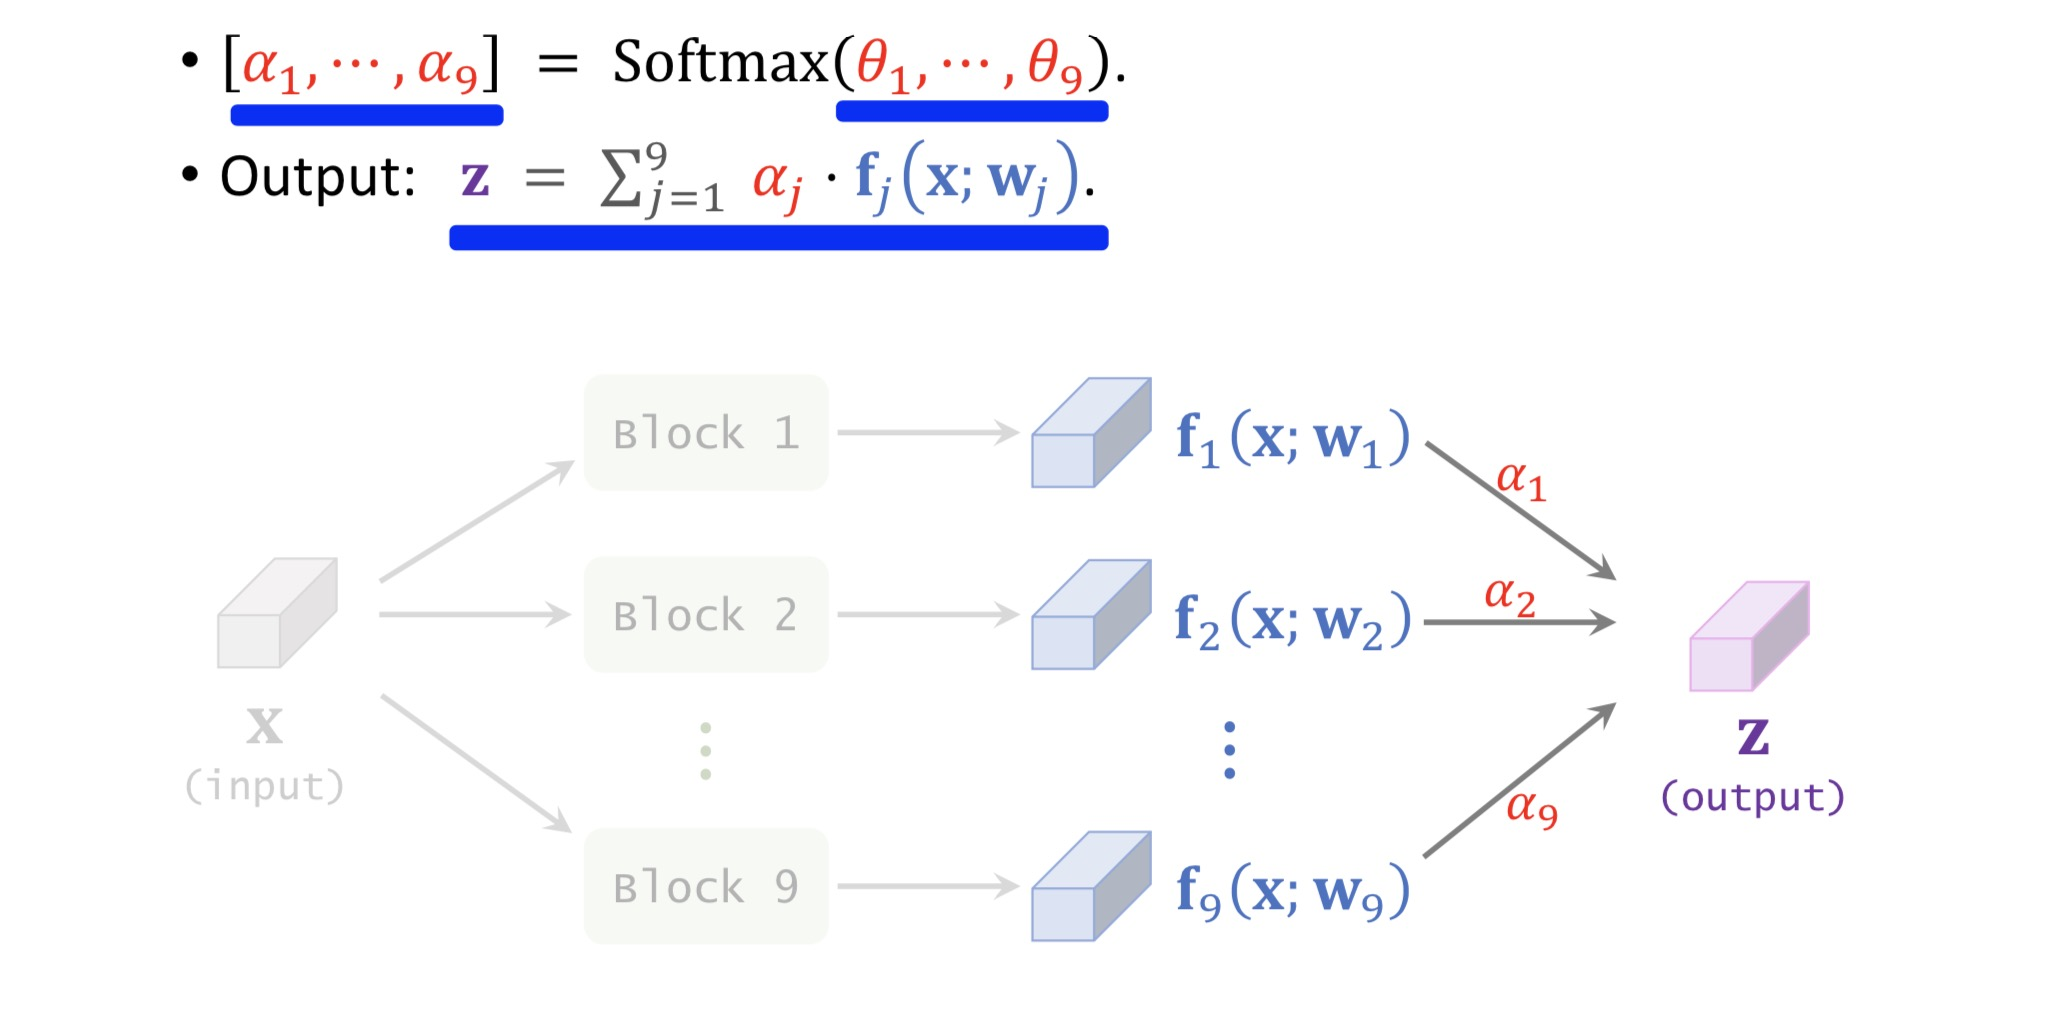 • [α₁, ⋯ , α₉] = Softmax(θ₁, ⋯ , θ₉).
• Output: z = ∑⁹ⱼ₌₁ αⱼ · fⱼ(x; wⱼ).
Block 1
f₁(x; w₁)
α₁
Block 2
f₂(x; w₂)
α₂
x
(input)
⋮
⋮
z
(output)
Block 9
f₉(x; w₉)
α₉